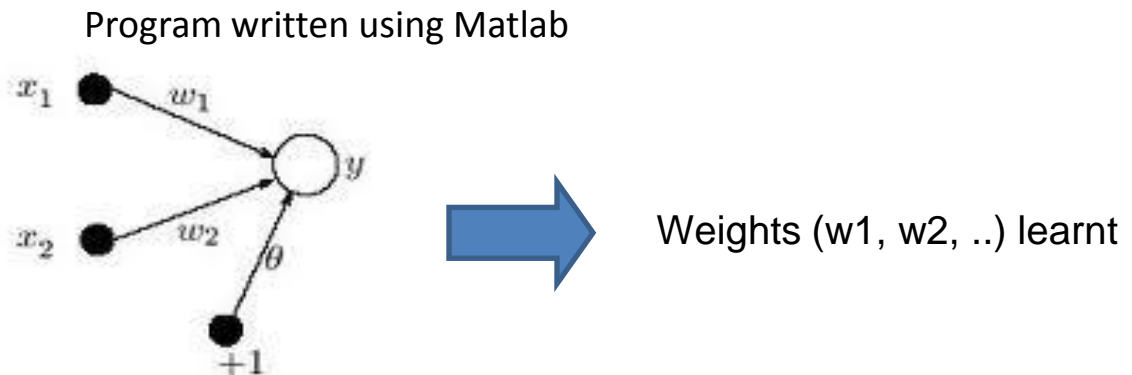 Program written using Matlab
x₁
w₁
y
x₂
w₂
θ
+1
Weights (w1, w2, ..) learnt